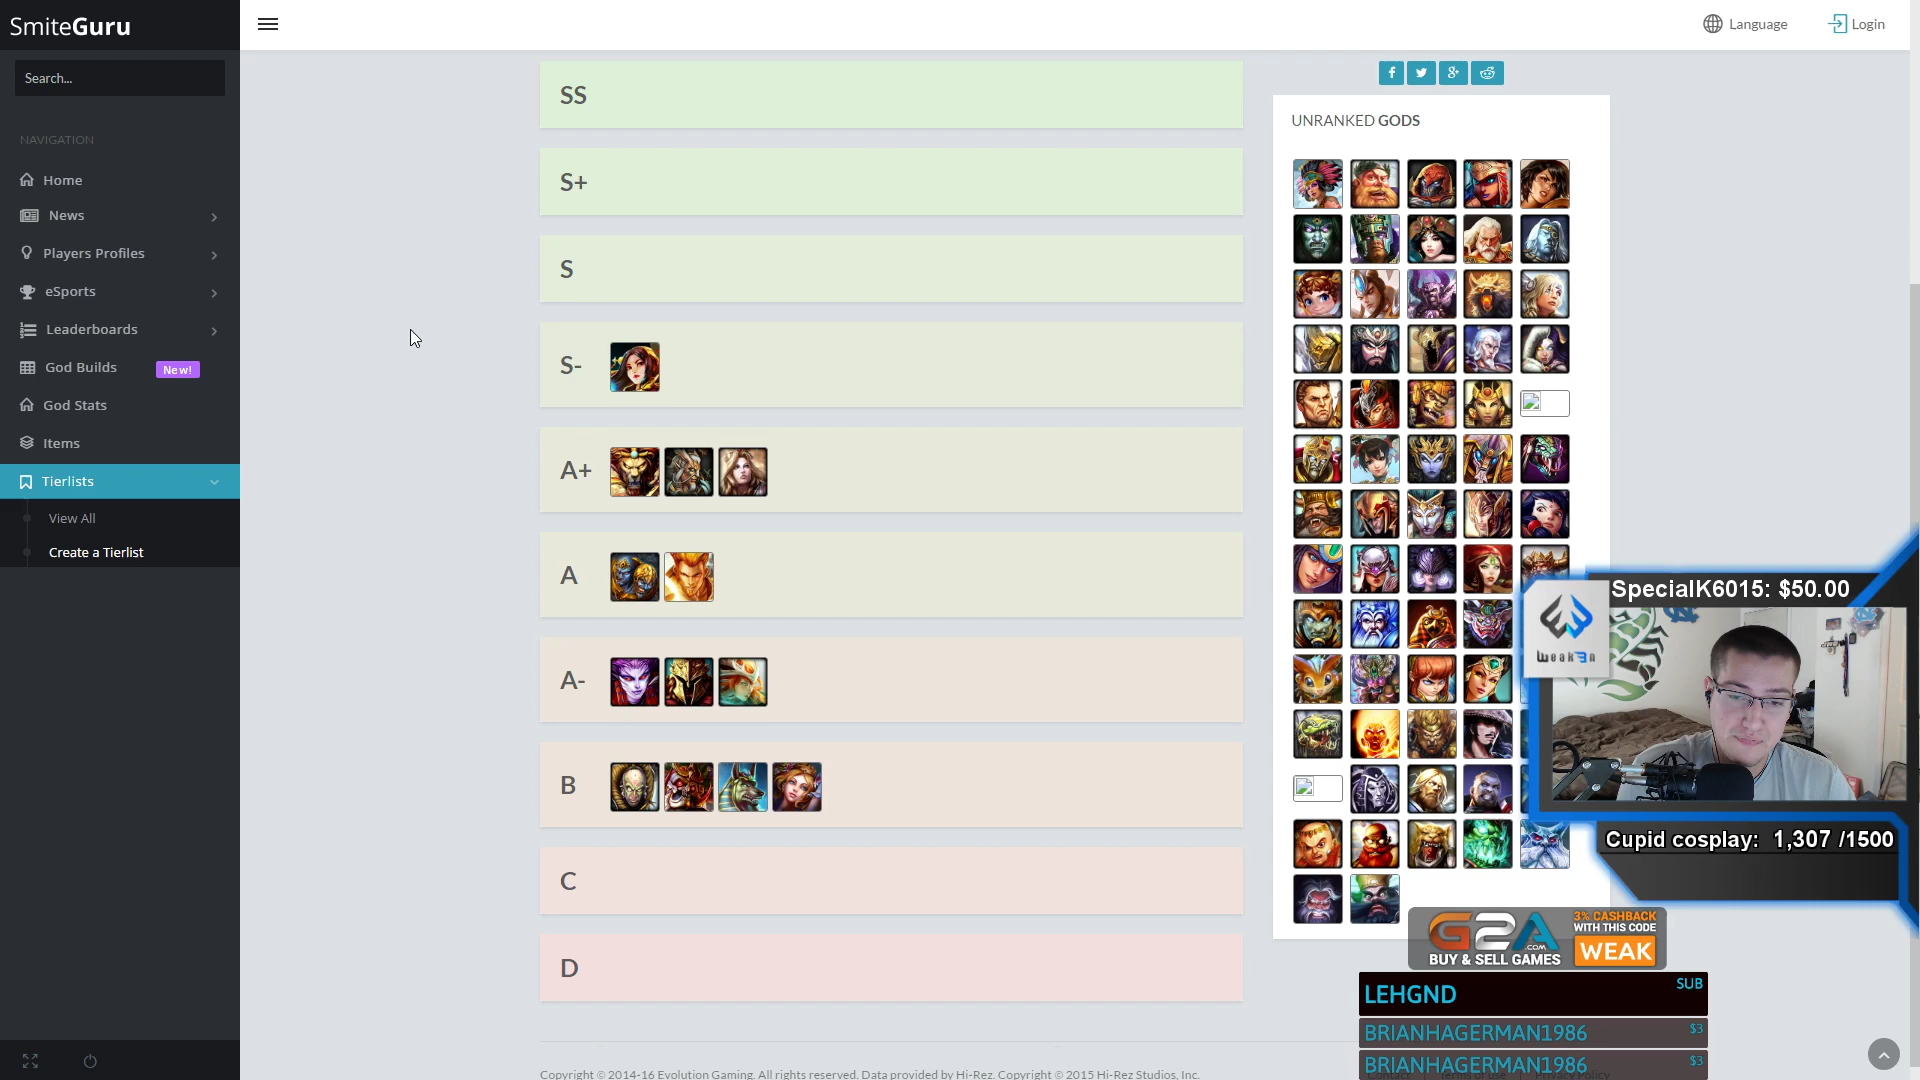 SmiteGuru
Language
Login
Search...
NAVIGATION
Home
News
Players Profiles
eSports
Leaderboards
God Builds New!
God Stats
Items
Tierlists
View All
Create a Tierlist
SS
S+
S
S-
A+
A
A-
B
C
D
UNRANKED GODS
SpecialK6015: $50.00
Weak3n
Cupid cosplay: 1,307 /1500
G2A.COM
BUY & SELL GAMES
3% CASHBACK
WITH THIS CODE
WEAK
LEHGND SUB
BRIANHAGERMAN1986 $3
BRIANHAGERMAN1986 $3
Copyright © 2014-16 Evolution Gaming. All rights reserved. Data provided by Hi-Rez. Copyright © 2015 Hi-Rez Studios, Inc.